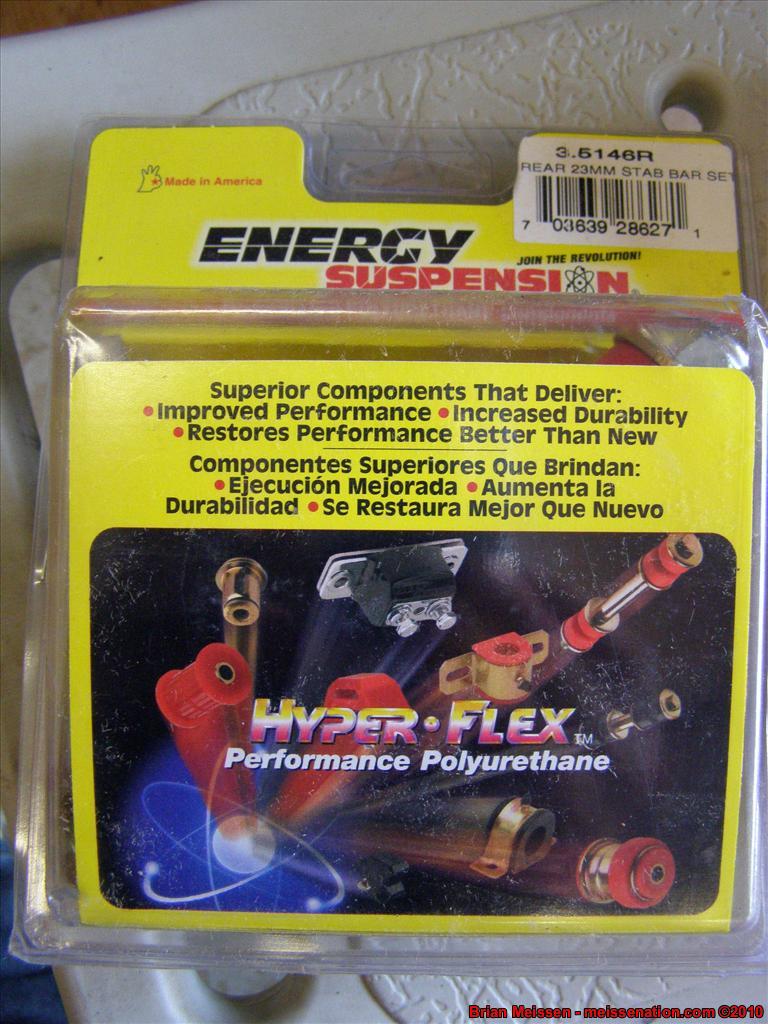 3.5146R
REAR 23MM STAB BAR SET
7 03639 28627 1
Made in America
ENERGY
JOIN THE REVOLUTION!
SUSPENSION
Superior Components That Deliver:
• Improved Performance • Increased Durability
• Restores Performance Better Than New
Componentes Superiores Que Brindan:
• Ejecución Mejorada • Aumenta la
Durabilidad • Se Restaura Mejor Que Nuevo
HYPER•FLEX™
Performance Polyurethane
Brian Meissen - meissenation.com ©2010